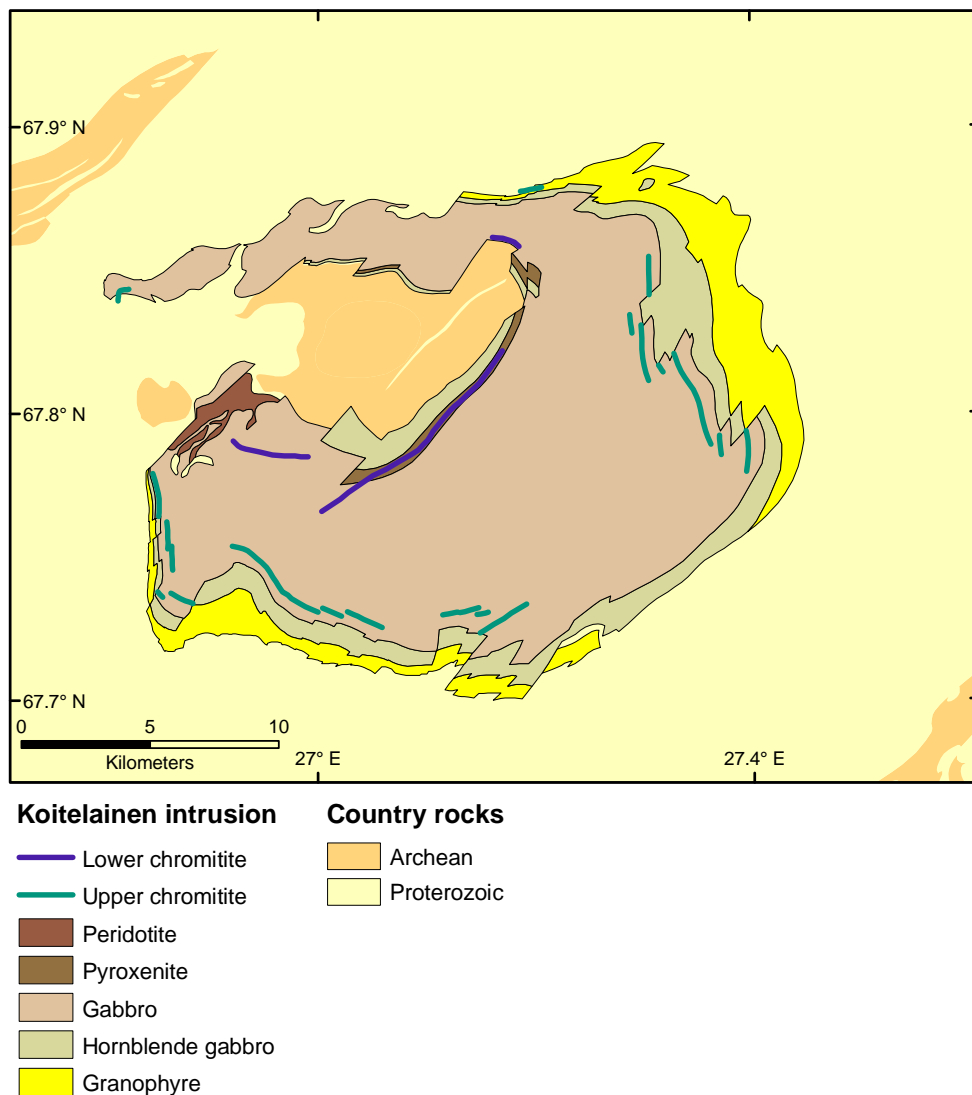 67.9° N
67.8° N
67.7° N
0 5 10
Kilometers
27° E
27.4° E
Koitelainen intrusion
Lower chromitite
Upper chromitite
Peridotite
Pyroxenite
Gabbro
Hornblende gabbro
Granophyre
Country rocks
Archean
Proterozoic